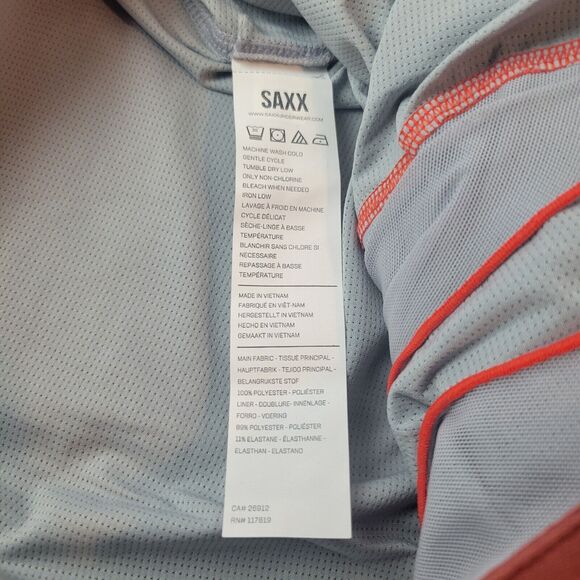 SAXX
WWW.SAXXUNDERWEAR.COM
MACHINE WASH COLD
GENTLE CYCLE
TUMBLE DRY LOW
ONLY NON-CHLORINE
BLEACH WHEN NEEDED
IRON LOW
LAVAGE À FROID EN MACHINE
CYCLE DÉLICAT
SÈCHE-LINGE À BASSE
TEMPÉRATURE
BLANCHIR SANS CHLORE SI
NECESSAIRE
REPASSAGE À BASSE
TEMPÉRATURE
MADE IN VIETNAM
FABRIQUÉ EN VIÊT-NAM
HERGESTELLT IN VIETNAM
HECHO EN VIETNAM
GEMAAKT IN VIETNAM
MAIN FABRIC - TISSUE PRINCIPAL -
HAUPTFABRIK - TEJIDO PRINCIPAL -
BELANGRIJKSTE STOF
100% POLYESTER - POLIÉSTER
LINER - DOUBLURE- INNENLAGE -
FORRO - VOERING
89% POLYESTER - POLIÉSTER
11% ELASTANE - ÉLASTHANNE -
ELASTHAN - ELASTANO
CA# 26912
RN# 117819